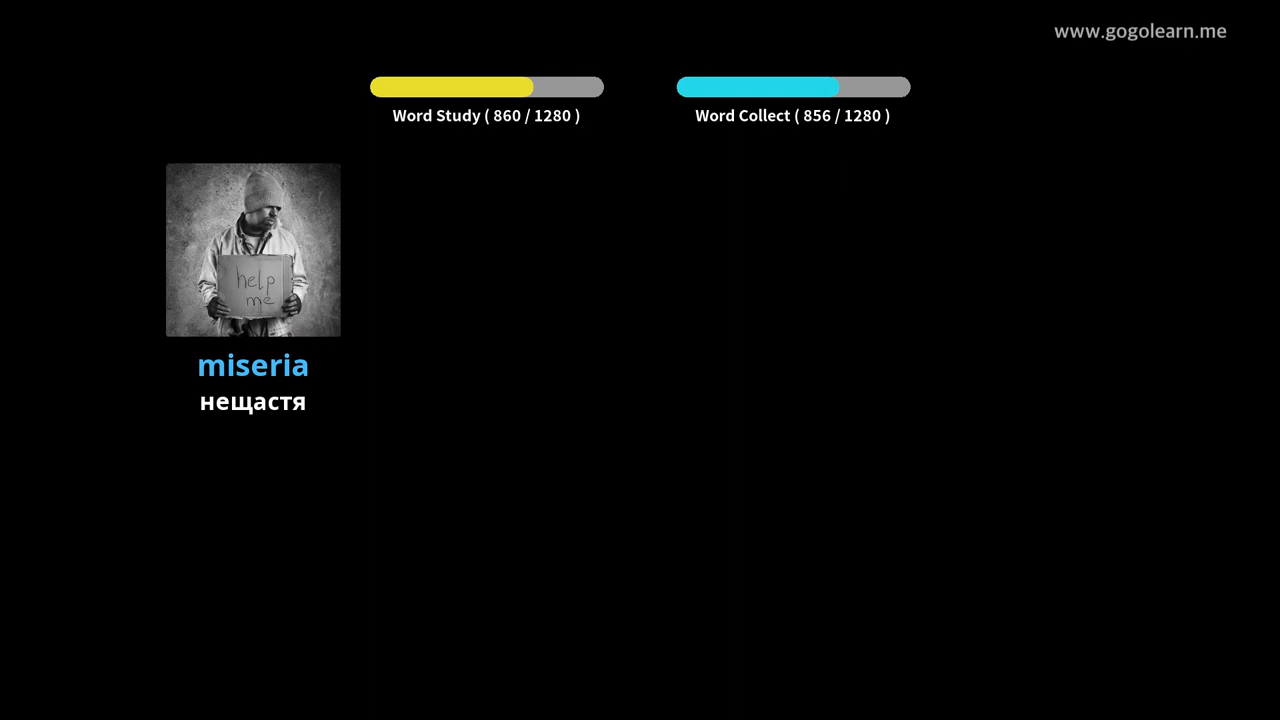 www.gogolearn.me
Word Study ( 860 / 1280 )
Word Collect ( 856 / 1280 )
help
me
miseria
нещастя